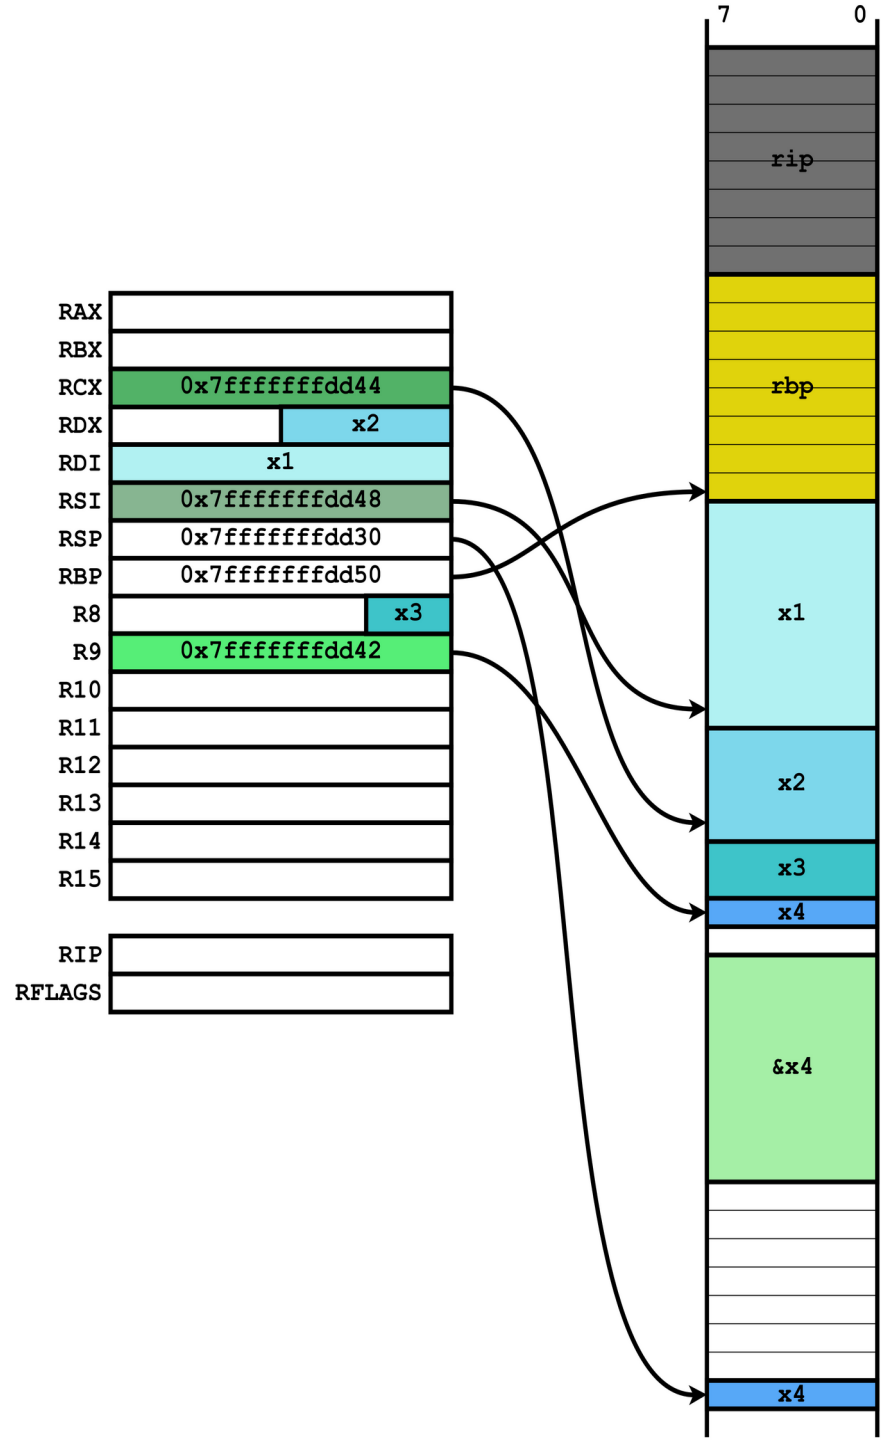 7 0
rip
RAX
RBX
rbp
RCX 0x7fffffffdd44
RDX x2
RDI x1
RSI 0x7fffffffdd48
RSP 0x7fffffffdd30
RBP 0x7fffffffdd50
R8 x3
x1
R9 0x7fffffffdd42
R10
R11
R12
x2
R13
R14
x3
R15
x4
RIP
RFLAGS
&x4
x4